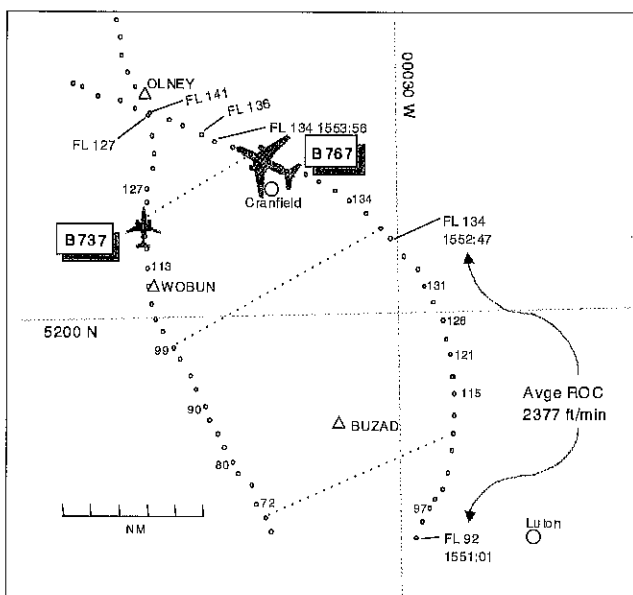 OLNEY
FL 141
FL 136
FL 127
FL 134 1553;56
B767
00030 W
Cranfield
127
134
B737
FL 134
1552;47
113
WOBUN
131
5200 N
128
99
121
115
Avge ROC
2377 ft/min
90
BUZAD
80
72
97
NM
FL 92
1551;01
Luton